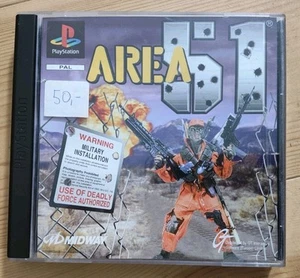 PlayStation
PAL
AREA 51
50,-
WARNING
MILITARY
INSTALLATION
USE OF DEADLY
FORCE AUTHORIZED
MIDWAY